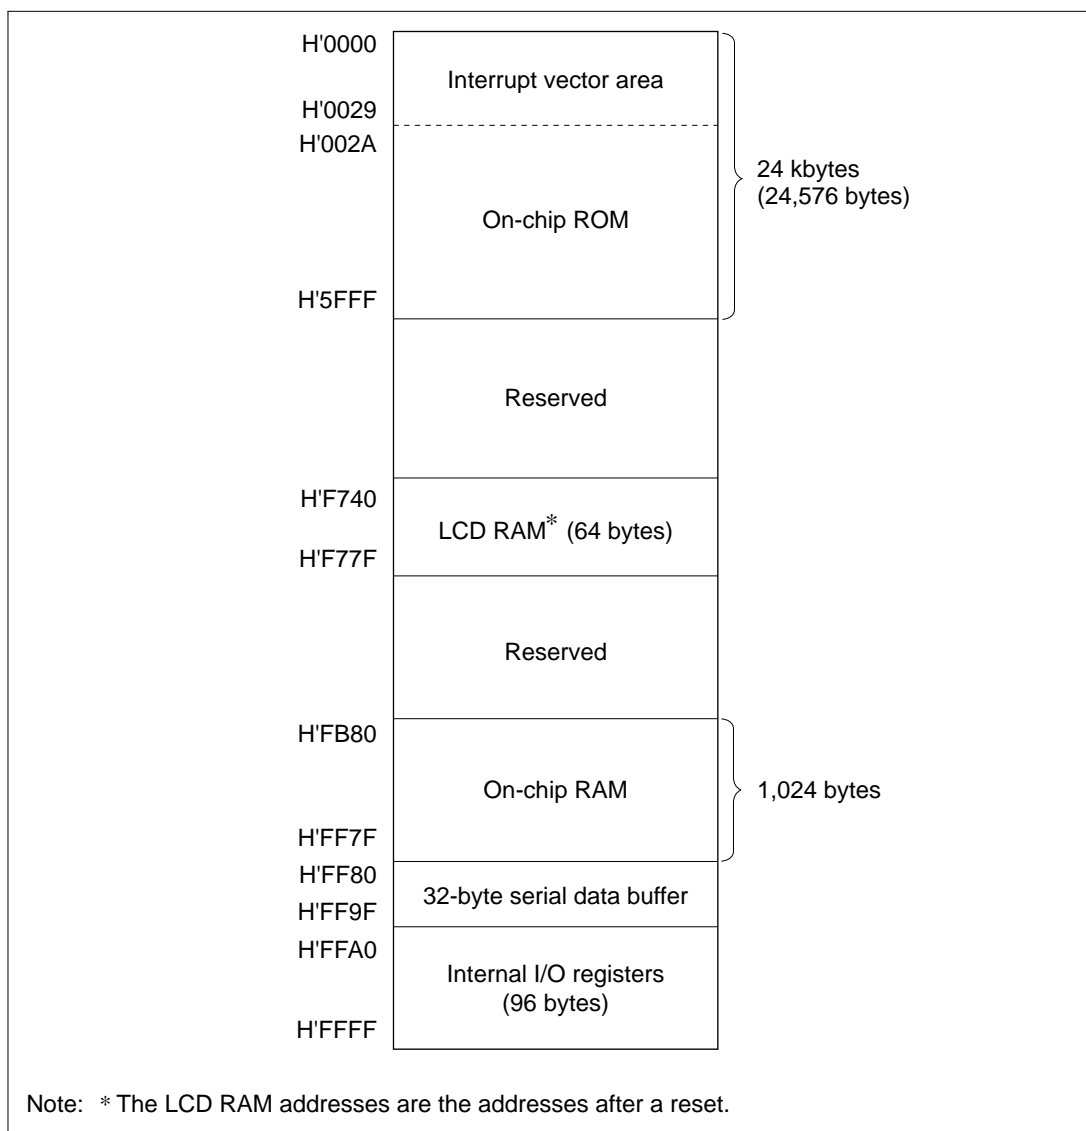 H'0000
Interrupt vector area
H'0029
H'002A
24 kbytes
(24,576 bytes)
On-chip ROM
H'5FFF
Reserved
H'F740
LCD RAM* (64 bytes)
H'F77F
Reserved
H'FB80
On-chip RAM
1,024 bytes
H'FF7F
H'FF80
32-byte serial data buffer
H'FF9F
H'FFA0
Internal I/O registers
(96 bytes)
H'FFFF
Note: * The LCD RAM addresses are the addresses after a reset.